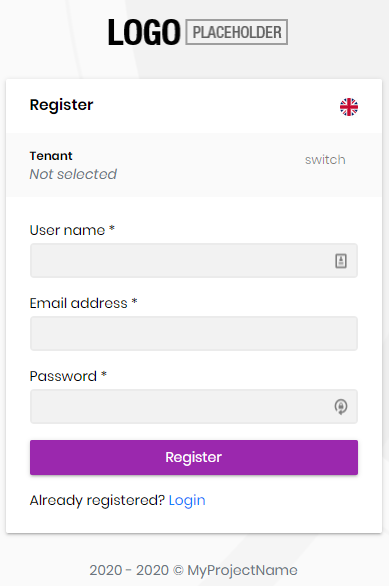 LOGO PLACEHOLDER
Register
Tenant
switch
Not selected
User name *
Email address *
Password *
Register
Already registered? Login
2020 - 2020 © MyProjectName